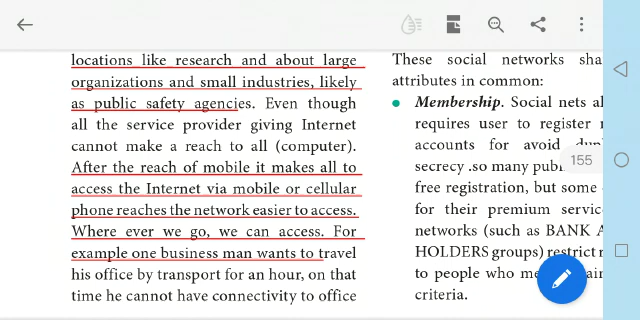 locations like research and about large
organizations and small industries, likely
as public safety agencies. Even though
all the service provider giving Internet
cannot make a reach to all (computer).
After the reach of mobile it makes all to
access the Internet via mobile or cellular
phone reaches the network easier to access.
Where ever we go, we can access. For
example one business man wants to travel
his office by transport for an hour, on that
time he cannot have connectivity to office
These social networks sha
attributes in common:
Membership. Social nets al
requires user to register
accounts for avoid
secrecy .so many
free registration, but some
for their premium servic
networks (such as BANK A
HOLDERS groups) restrict
to people who
criteria.
155